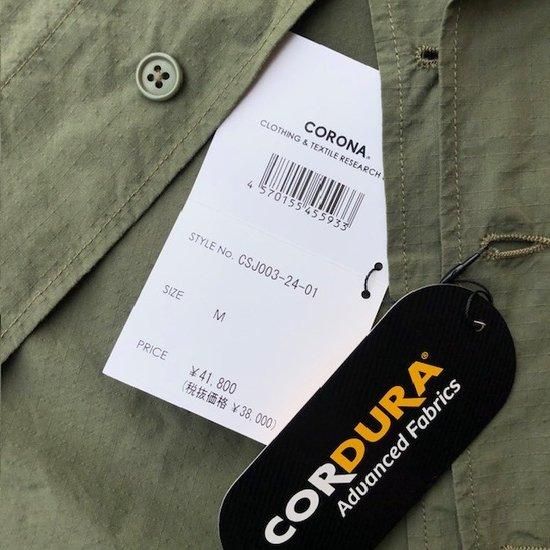 CORONA®
CLOTHING & TEXTILE RESEARCH
4 570155 455933
STYLE No. CSJ003-24-01
SIZE M
PRICE ¥41,800
(税抜価格 ¥38,000)
CORDURA®
Advanced Fabrics